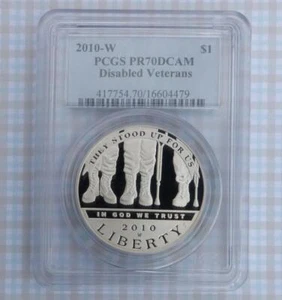 2010-W $1
PCGS PR70DCAM
Disabled Veterans
417754.70/16604479
THEY STOOD UP FOR US
IN GOD WE TRUST
2010
LIBERTY